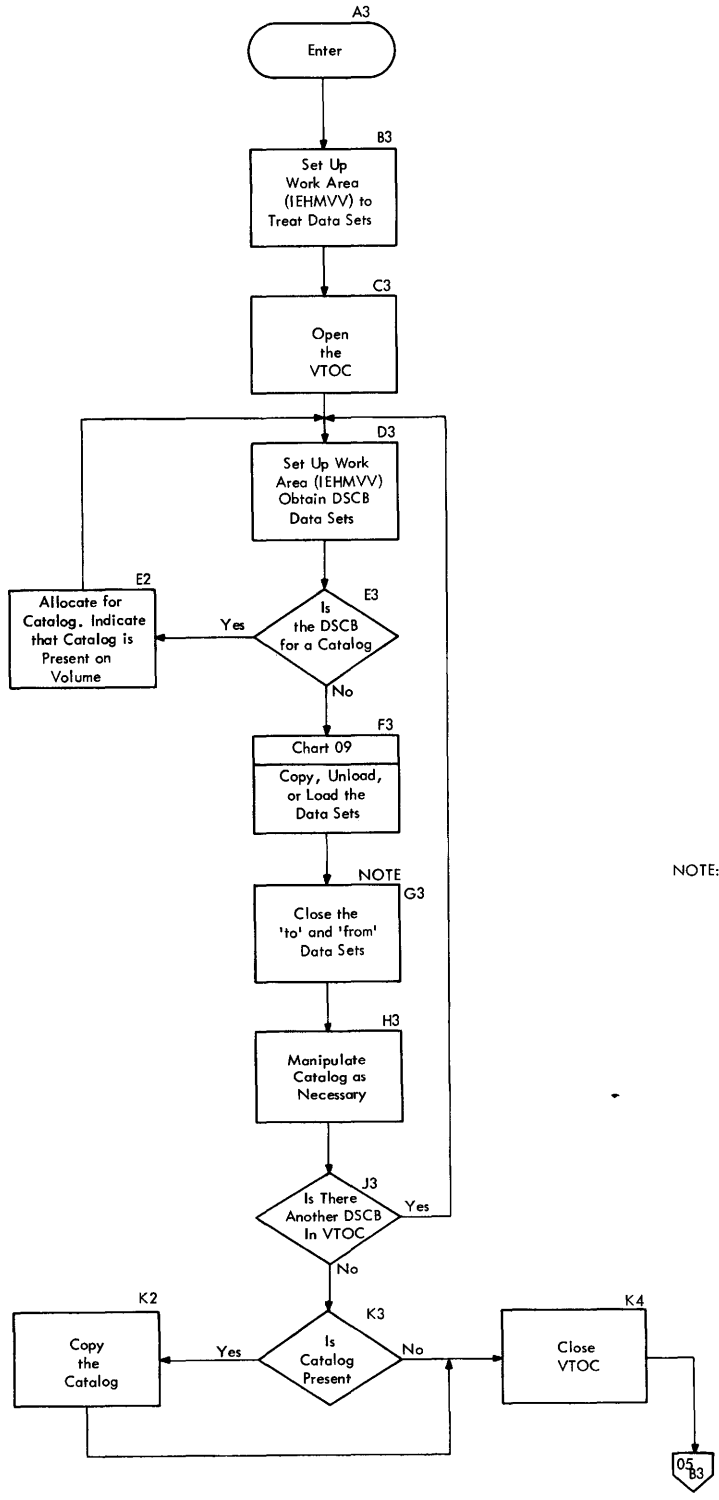 A3
Enter
B3
Set Up
Work Area
(IEHMVV) to
Treat Data Sets
C3
Open
the
VTOC
D3
Set Up Work
Area (IEHMVV)
Obtain DSCB
Data Sets
E2
Allocate for
Catalog. Indicate
that Catalog is
Present on
Volume
Yes
E3
Is
the DSCB
for a Catalog
No
F3
Chart 09
Copy, Unload,
or Load the
Data Sets
NOTE
G3
Close the
'to' and 'from'
Data Sets
NOTE:
H3
Manipulate
Catalog as
Necessary
J3
Is There
Another DSCB
In VTOC
Yes
No
K2
Copy
the
Catalog
Yes
K3
Is
Catalog
Present
No
K4
Close
VTOC
05
B3